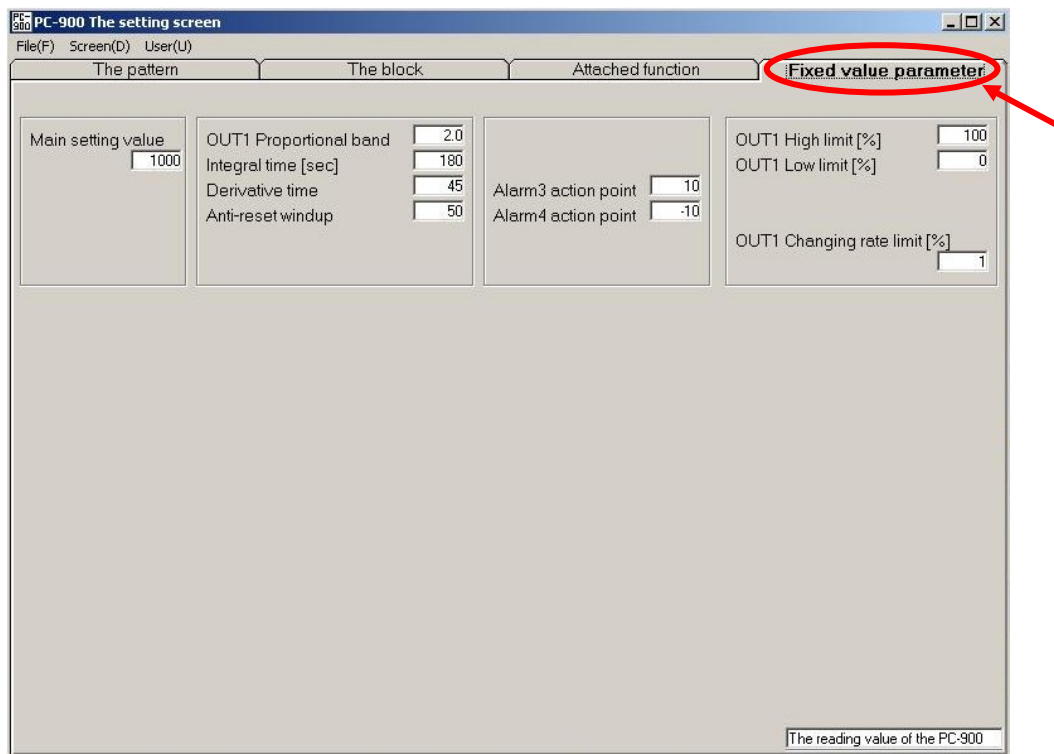 PC-900 PC-900 The setting screen
File(F) Screen(D) User(U)
The pattern The block Attached function Fixed value parameter
Main setting value
1000
OUT1 Proportional band 2.0
Integral time [sec] 180
Derivative time 45
Anti-reset windup 50
Alarm3 action point 10
Alarm4 action point -10
OUT1 High limit [%] 100
OUT1 Low limit [%] 0
OUT1 Changing rate limit [%]
1
The reading value of the PC-900